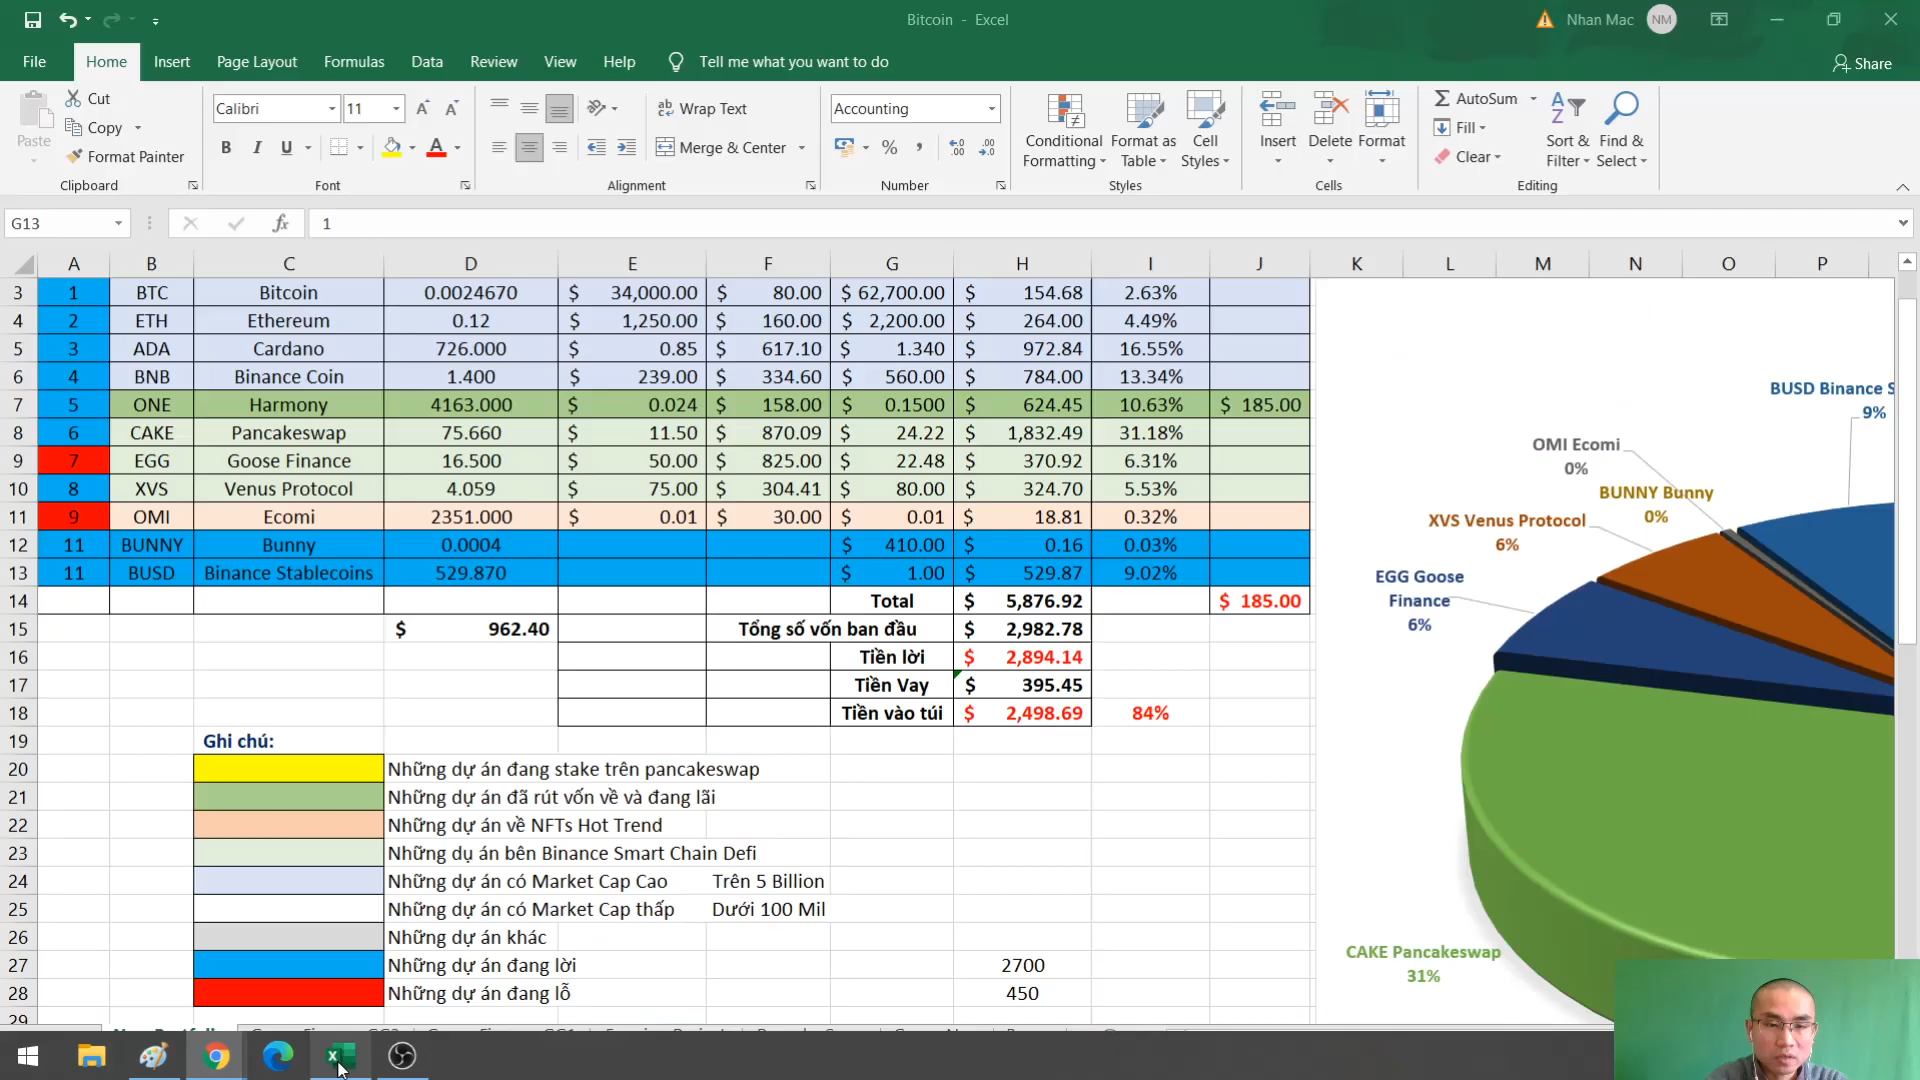 Bitcoin - Excel
Nhan Mac NM
File Home Insert Page Layout Formulas Data Review View Help Tell me what you want to do Share
Cut
Copy
Format Painter
Paste
Clipboard
Calibri 11
B I U
Font
Wrap Text
Merge & Center
Alignment
Accounting
Number
Conditional Formatting
Format as Table
Cell Styles
Styles
Insert Delete Format
Cells
AutoSum
Fill
Clear
Sort & Filter
Find & Select
Editing
G13 fx 1
A B C D E F G H I J K L M N O P
3 1 BTC Bitcoin 0.0024670 $ 34,000.00 $ 80.00 $ 62,700.00 $ 154.68 2.63%
4 2 ETH Ethereum 0.12 $ 1,250.00 $ 160.00 $ 2,200.00 $ 264.00 4.49%
5 3 ADA Cardano 726.000 $ 0.85 $ 617.10 $ 1.340 $ 972.84 16.55%
6 4 BNB Binance Coin 1.400 $ 239.00 $ 334.60 $ 560.00 $ 784.00 13.34%
7 5 ONE Harmony 4163.000 $ 0.024 $ 158.00 $ 0.1500 $ 624.45 10.63% $ 185.00
8 6 CAKE Pancakeswap 75.660 $ 11.50 $ 870.09 $ 24.22 $ 1,832.49 31.18%
9 7 EGG Goose Finance 16.500 $ 50.00 $ 825.00 $ 22.48 $ 370.92 6.31%
10 8 XVS Venus Protocol 4.059 $ 75.00 $ 304.41 $ 80.00 $ 324.70 5.53%
11 9 OMI Ecomi 2351.000 $ 0.01 $ 30.00 $ 0.01 $ 18.81 0.32%
12 11 BUNNY Bunny 0.0004 $ 410.00 $ 0.16 0.03%
13 11 BUSD Binance Stablecoins 529.870 $ 1.00 $ 529.87 9.02%
14 Total $ 5,876.92 $ 185.00
15 $ 962.40 Tổng số vốn ban đầu $ 2,982.78
16 Tiền lời $ 2,894.14
17 Tiền Vay $ 395.45
18 Tiền vào túi $ 2,498.69 84%
19 Ghi chú:
20 Những dự án đang stake trên pancakeswap
21 Những dự án đã rút vốn về và đang lãi
22 Những dự án về NFTs Hot Trend
23 Những dụ án bên Binance Smart Chain Defi
24 Những dự án có Market Cap Cao Trên 5 Billion
25 Những dự án có Market Cap thấp Dưới 100 Mil
26 Những dự án khác
27 Những dự án đang lời 2700
28 Những dự án đang lỗ 450
29
BUSD Binance S
9%
OMI Ecomi
0%
BUNNY Bunny
0%
XVS Venus Protocol
6%
EGG Goose
Finance
6%
CAKE Pancakeswap
31%